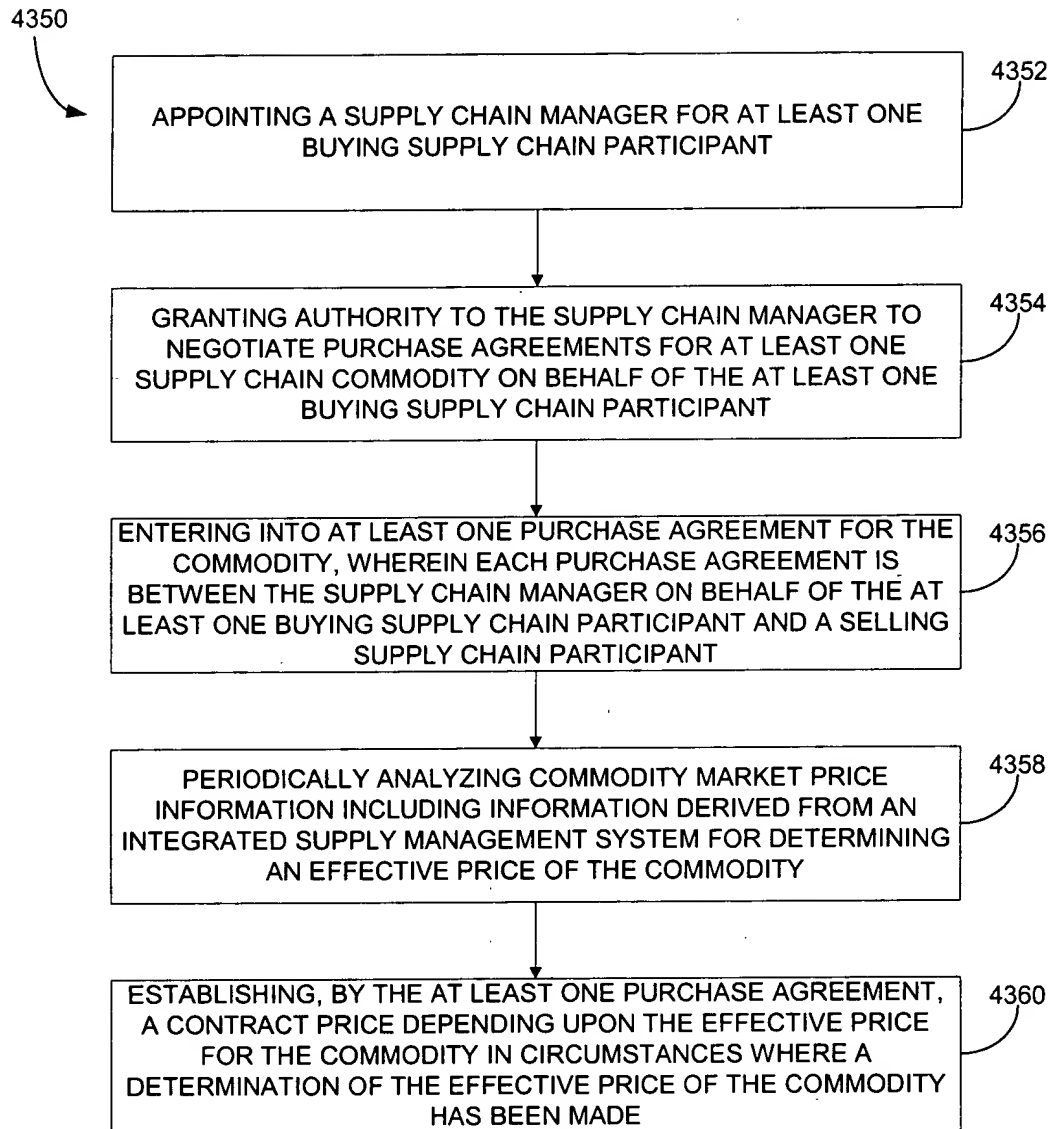 4350
4352
APPOINTING A SUPPLY CHAIN MANAGER FOR AT LEAST ONE
BUYING SUPPLY CHAIN PARTICIPANT
4354
GRANTING AUTHORITY TO THE SUPPLY CHAIN MANAGER TO
NEGOTIATE PURCHASE AGREEMENTS FOR AT LEAST ONE
SUPPLY CHAIN COMMODITY ON BEHALF OF THE AT LEAST ONE
BUYING SUPPLY CHAIN PARTICIPANT
4356
ENTERING INTO AT LEAST ONE PURCHASE AGREEMENT FOR THE
COMMODITY, WHEREIN EACH PURCHASE AGREEMENT IS
BETWEEN THE SUPPLY CHAIN MANAGER ON BEHALF OF THE AT
LEAST ONE BUYING SUPPLY CHAIN PARTICIPANT AND A SELLING
SUPPLY CHAIN PARTICIPANT
4358
PERIODICALLY ANALYZING COMMODITY MARKET PRICE
INFORMATION INCLUDING INFORMATION DERIVED FROM AN
INTEGRATED SUPPLY MANAGEMENT SYSTEM FOR DETERMINING
AN EFFECTIVE PRICE OF THE COMMODITY
4360
ESTABLISHING, BY THE AT LEAST ONE PURCHASE AGREEMENT,
A CONTRACT PRICE DEPENDING UPON THE EFFECTIVE PRICE
FOR THE COMMODITY IN CIRCUMSTANCES WHERE A
DETERMINATION OF THE EFFECTIVE PRICE OF THE COMMODITY
HAS BEEN MADE